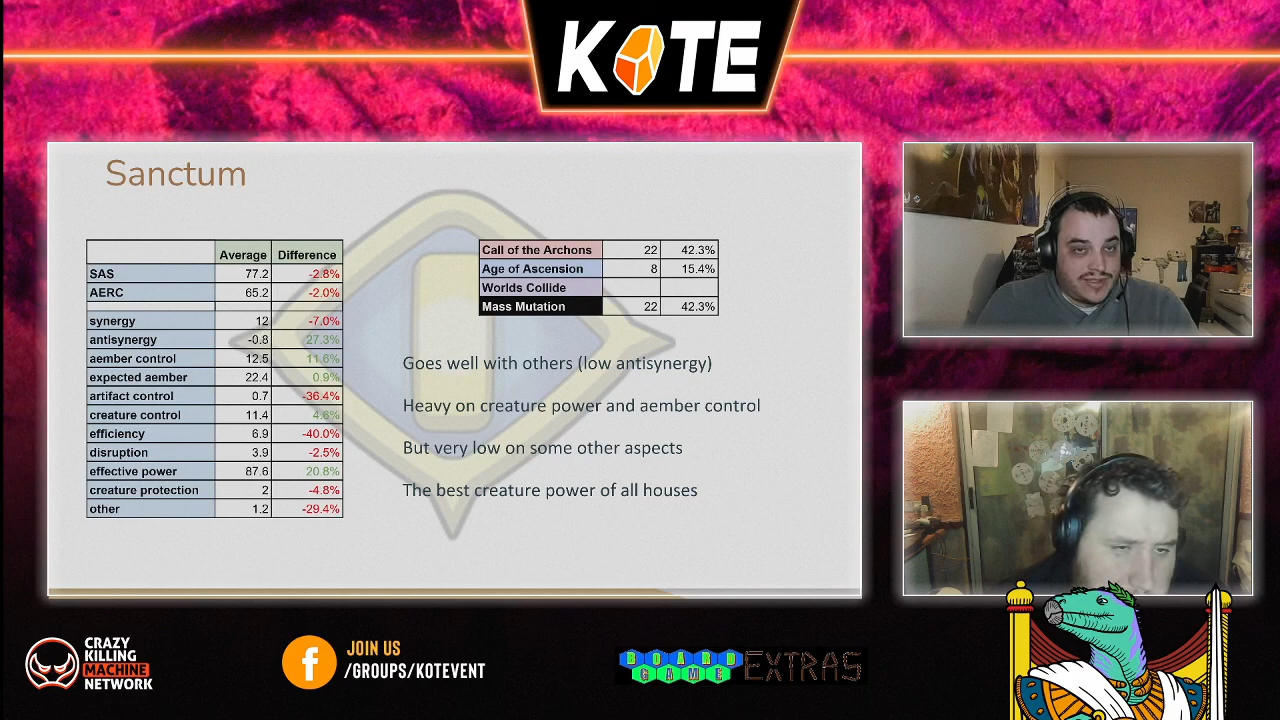 KOTE
Sanctum
Average Difference
SAS 77.2 -2.8%
AERC 65.2 -2.0%
synergy 12 -7.0%
antisynergy -0.8 27.3%
aember control 12.5 11.6%
expected aember 22.4 0.9%
artifact control 0.7 -36.4%
creature control 11.4 4.6%
efficiency 6.9 -40.0%
disruption 3.9 -2.5%
effective power 87.6 20.8%
creature protection 2 -4.8%
other 1.2 -29.4%
Call of the Archons 22 42.3%
Age of Ascension 8 15.4%
Worlds Collide
Mass Mutation 22 42.3%
Goes well with others (low antisynergy)
Heavy on creature power and aember control
But very low on some other aspects
The best creature power of all houses
CRAZY
KILLING
MACHINE
NETWORK
f
JOIN US
/GROUPS/KOTEVENT
BOARD
GAME
EXTRAS